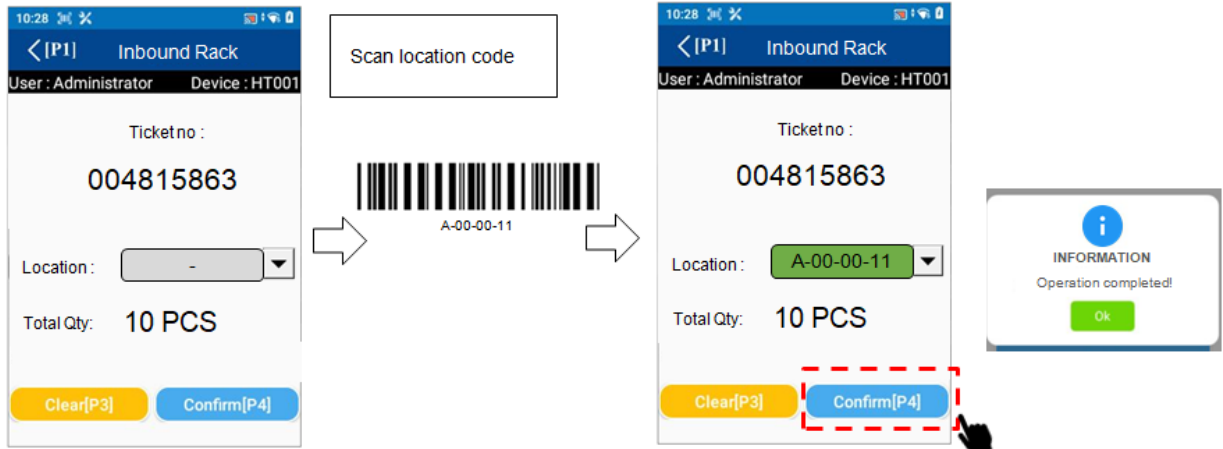 10:28
[P1] Inbound Rack
User : Administrator Device : HT001
Ticket no :
004815863
Location : -
Total Qty: 10 PCS
Clear[P3] Confirm[P4]
Scan location code
A-00-00-11
10:28
[P1] Inbound Rack
User : Administrator Device : HT001
Ticket no :
004815863
Location : A-00-00-11
Total Qty: 10 PCS
Clear[P3] Confirm[P4]
INFORMATION
Operation completed!
Ok